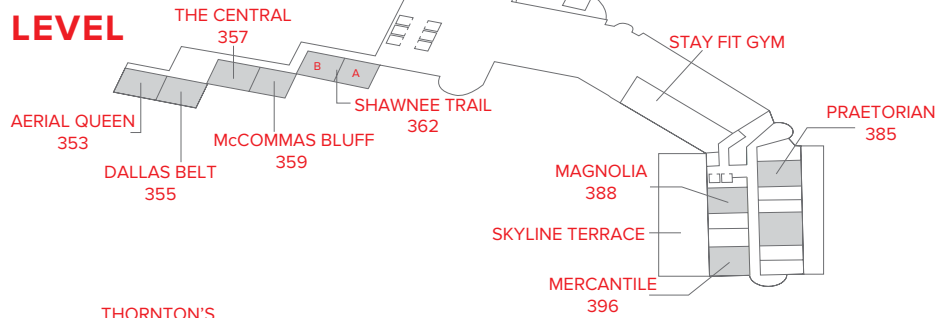 LEVEL
THE CENTRAL
357
STAY FIT GYM
B
A
SHAWNEE TRAIL
362
PRAETORIAN
385
AERIAL QUEEN
353
McCOMMAS BLUFF
359
DALLAS BELT
355
MAGNOLIA
388
SKYLINE TERRACE
MERCANTILE
396
THORNTON'S